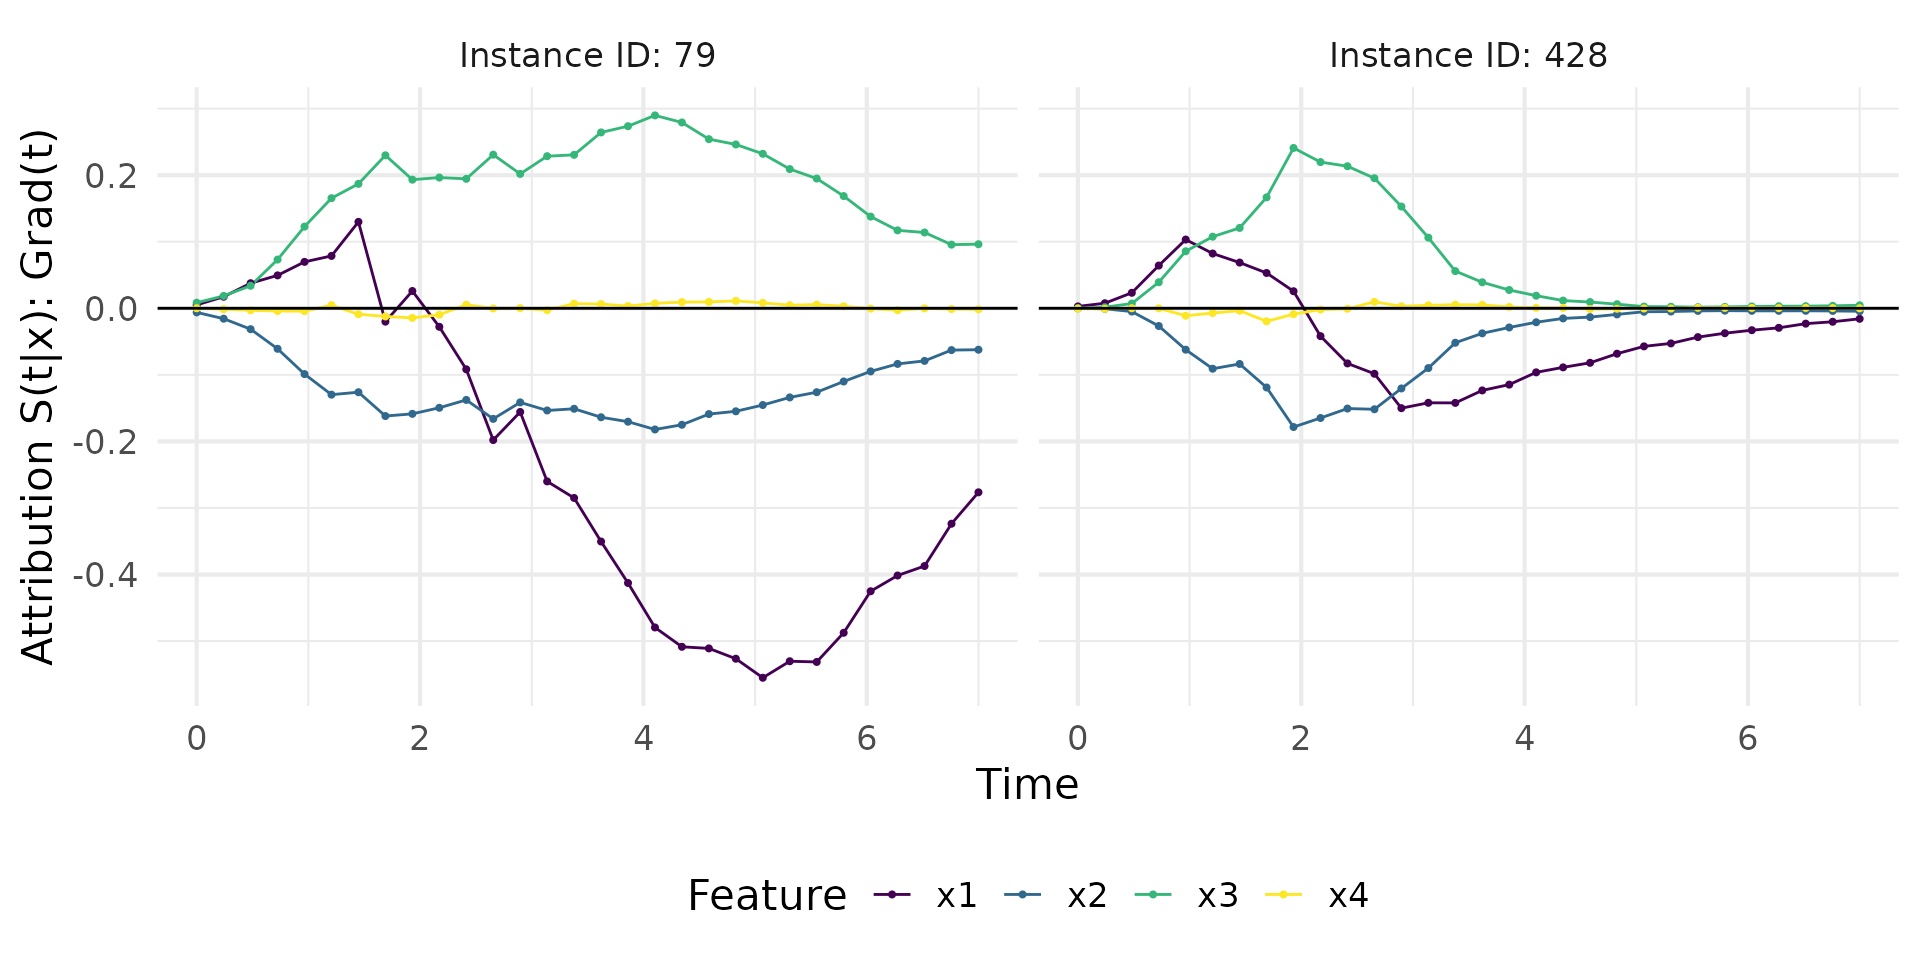 Instance ID: 79
Instance ID: 428
Attribution S(t|x): Grad(t)
0.2
0.0
-0.2
-0.4
0 2 4 6
0 2 4 6
Time
Feature x1 x2 x3 x4